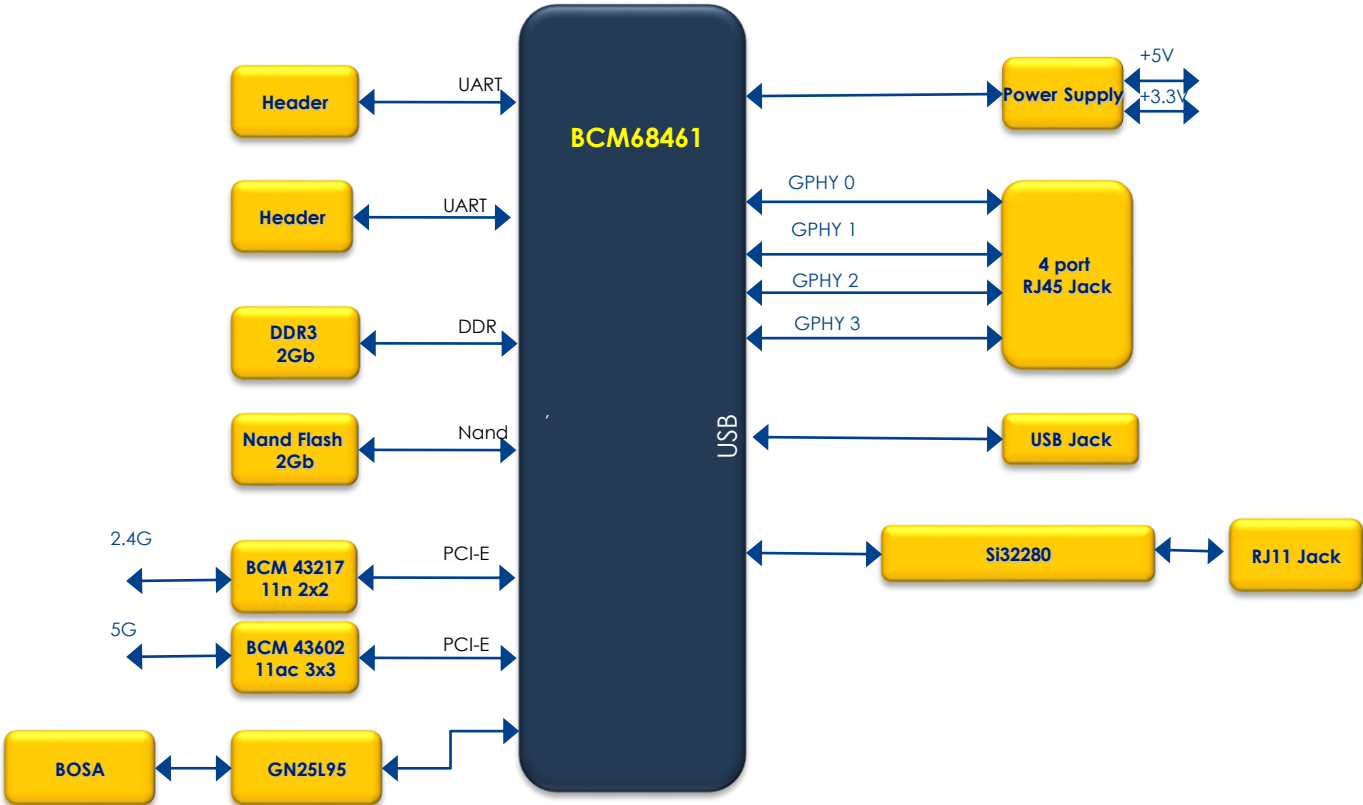 UART
Header
BCM68461
UART
Header
DDR
DDR3
2Gb
Nand
Nand Flash
2Gb
2.4G
PCI-E
BCM 43217
11n 2x2
5G
PCI-E
BCM 43602
11ac 3x3
BOSA
GN25L95
,
USB
+5V
Power Supply
+3.3V
GPHY 0
GPHY 1
GPHY 2
GPHY 3
4 port
RJ45 Jack
USB Jack
Si32280
RJ11 Jack